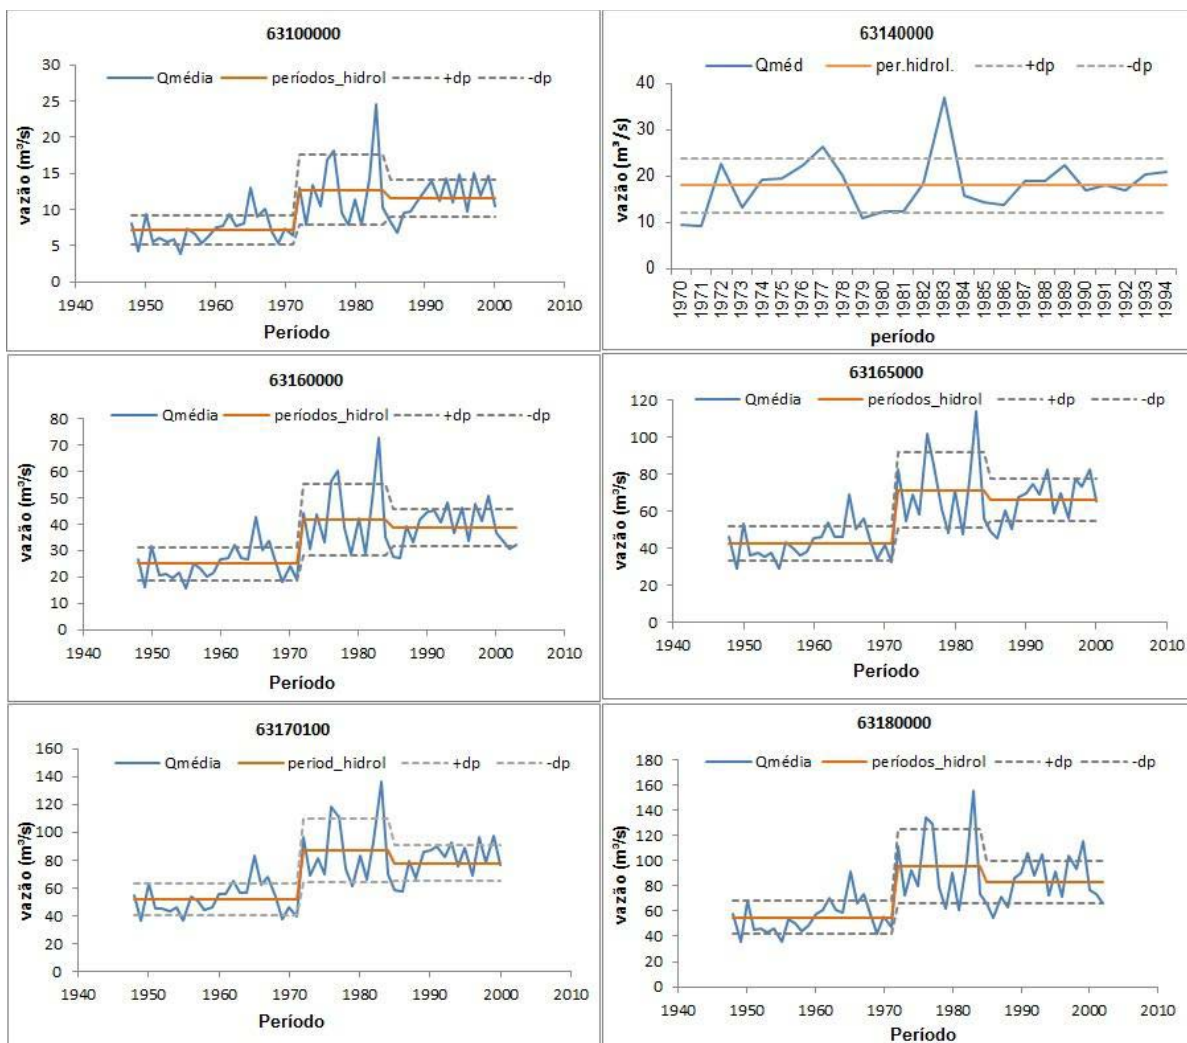 63100000
Qmédia períodos_hidrol +dp -dp
vazão (m³/s)
30
25
20
15
10
5
0
1940 1950 1960 1970 1980 1990 2000 2010
Período
63140000
Qméd per.hidrol. +dp -dp
vazão (m³/s)
40
30
20
10
0
1970 1971 1972 1973 1974 1975 1976 1977 1978 1979 1980 1981 1982 1983 1984 1985 1986 1987 1988 1989 1990 1991 1992 1993 1994
período
63160000
Qmédia períodos_hidrol +dp -dp
vazão (m³/s)
80
70
60
50
40
30
20
10
0
1940 1950 1960 1970 1980 1990 2000 2010
Período
63165000
Qmédia períodos_hidrol +dp -dp
vazão (m³/s)
120
100
80
60
40
20
0
1940 1950 1960 1970 1980 1990 2000 2010
Período
63170100
Qmédia period_hidrol +dp -dp
vazão (m³/s)
160
140
120
100
80
60
40
20
0
1940 1950 1960 1970 1980 1990 2000 2010
Período
63180000
Qmédia períodos_hidrol +dp -dp
vazão (m³/s)
180
160
140
120
100
80
60
40
20
0
1940 1950 1960 1970 1980 1990 2000 2010
Período